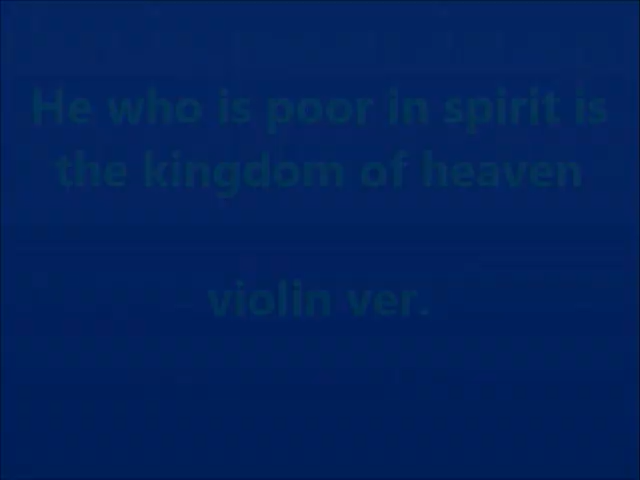 He who is poor in spirit is
the kingdom of heaven
violin ver.